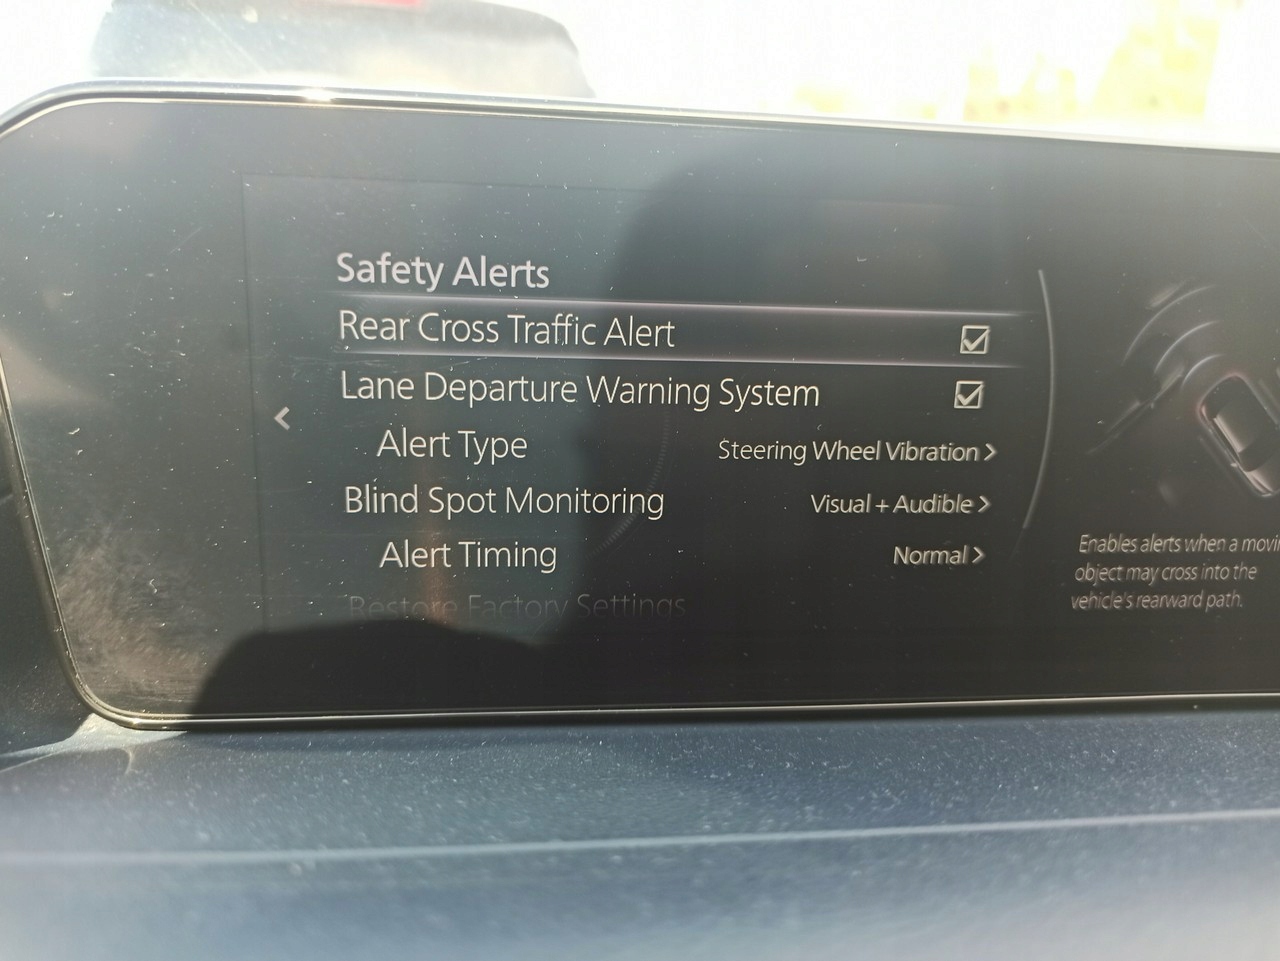 Safety Alerts
Rear Cross Traffic Alert
Lane Departure Warning System
Alert Type Steering Wheel Vibration >
Blind Spot Monitoring Visual + Audible >
Alert Timing Normal >
Restore Factory Settings
Enables alerts when a movin
object may cross into the
vehicle's rearward path.